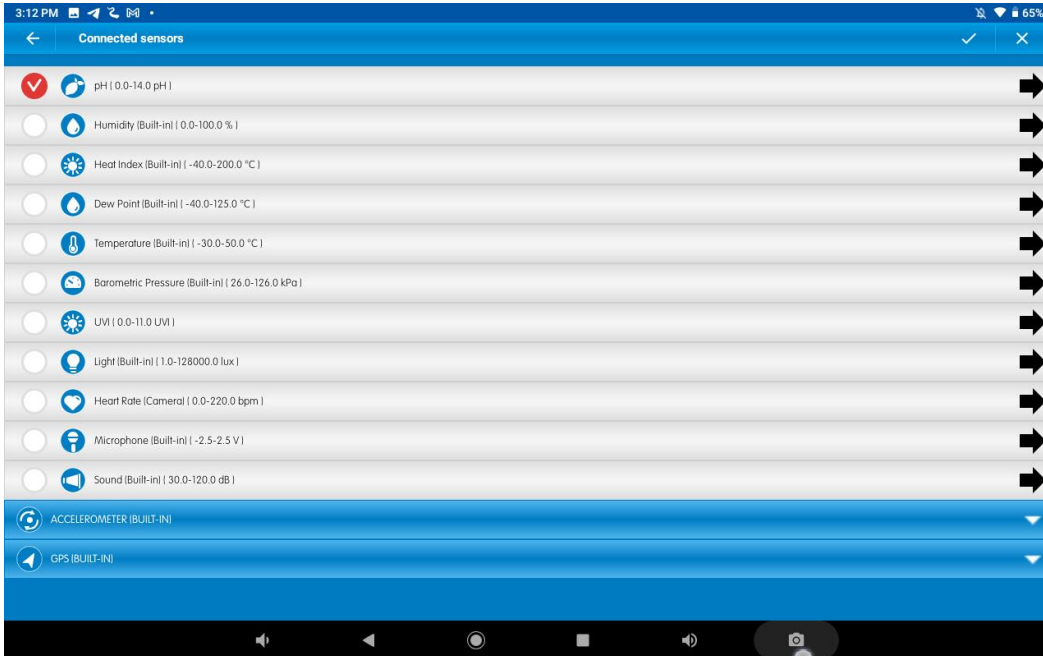 3:12 PM 65%
Connected sensors
pH ( 0.0-14.0 pH )
Humidity (Built-in) ( 0.0-100.0 % )
Heat Index (Built-in) ( -40.0-200.0 °C )
Dew Point (Built-in) ( -40.0-125.0 °C )
Temperature (Built-in) ( -30.0-50.0 °C )
Barometric Pressure (Built-in) ( 26.0-126.0 kPa )
UVI ( 0.0-11.0 UVI )
Light (Built-in) ( 1.0-128000.0 lux )
Heart Rate (Camera) ( 0.0-220.0 bpm )
Microphone (Built-in) ( -2.5-2.5 V )
Sound (Built-in) ( 30.0-120.0 dB )
ACCELEROMETER (BUILT-IN)
GPS (BUILT-IN)